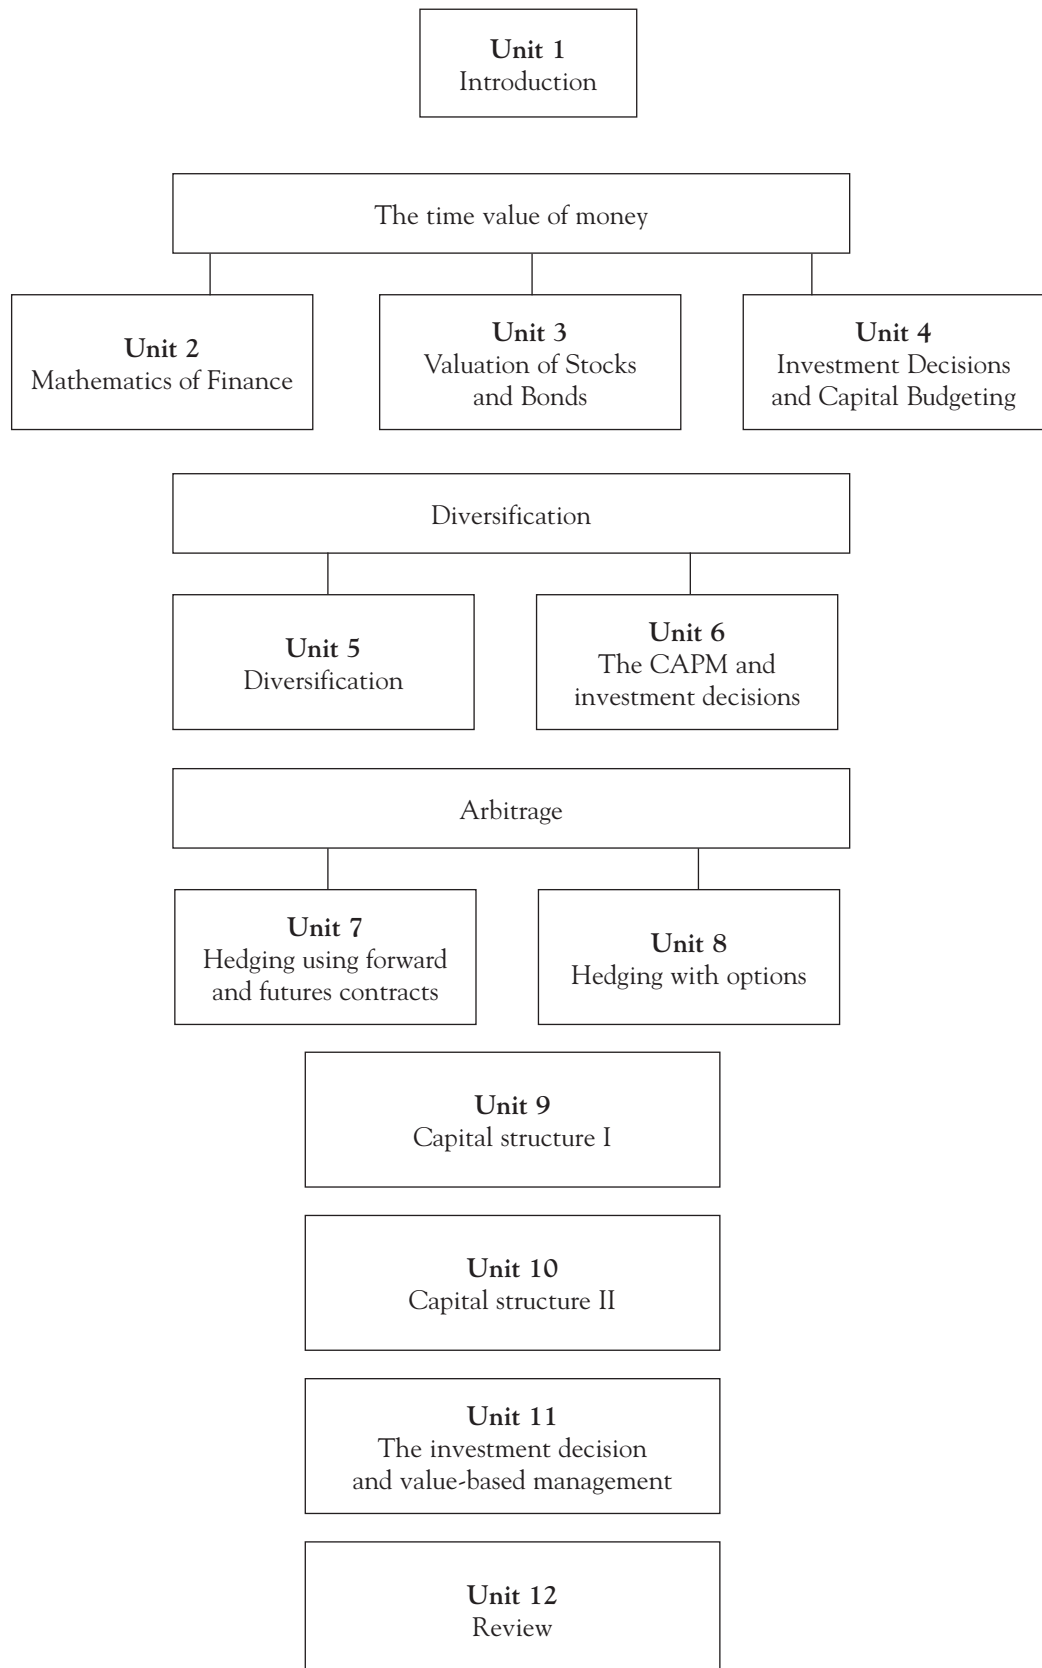 Unit 1
Introduction
The time value of money
Unit 2
Mathematics of Finance
Unit 3
Valuation of Stocks
and Bonds
Unit 4
Investment Decisions
and Capital Budgeting
Diversification
Unit 5
Diversification
Unit 6
The CAPM and
investment decisions
Arbitrage
Unit 7
Hedging using forward
and futures contracts
Unit 8
Hedging with options
Unit 9
Capital structure I
Unit 10
Capital structure II
Unit 11
The investment decision
and value-based management
Unit 12
Review